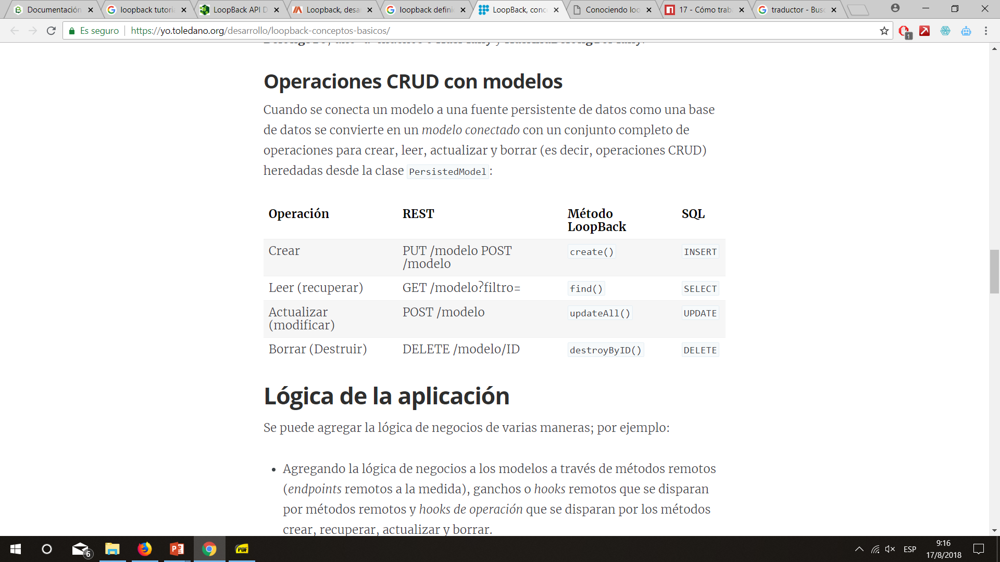 Documentación
loopback tutori
LoopBack API D
Loopback, desa
loopback defini
LoopBack, conc
Conociendo loo
17 - Cómo trab
traductor - Bus
Es seguro
https://yo.toledano.org/desarrollo/loopback-conceptos-basicos/
1
Operaciones CRUD con modelos
Cuando se conecta un modelo a una fuente persistente de datos como una base
de datos se convierte en un modelo conectado con un conjunto completo de
operaciones para crear, leer, actualizar y borrar (es decir, operaciones CRUD)
heredadas desde la clase PersistedModel:
Operación REST Método LoopBack SQL
Crear PUT /modelo POST /modelo create() INSERT
Leer (recuperar) GET /modelo?filtro= find() SELECT
Actualizar (modificar) POST /modelo updateAll() UPDATE
Borrar (Destruir) DELETE /modelo/ID destroyByID() DELETE
Lógica de la aplicación
Se puede agregar la lógica de negocios de varias maneras; por ejemplo:
• Agregando la lógica de negocios a los modelos a través de métodos remotos
(endpoints remotos a la medida), ganchos o hooks remotos que se disparan
por métodos remotos y hooks de operación que se disparan por los métodos
crear, recuperar, actualizar y borrar.
6
PDF
ESP
9:16
17/8/2018